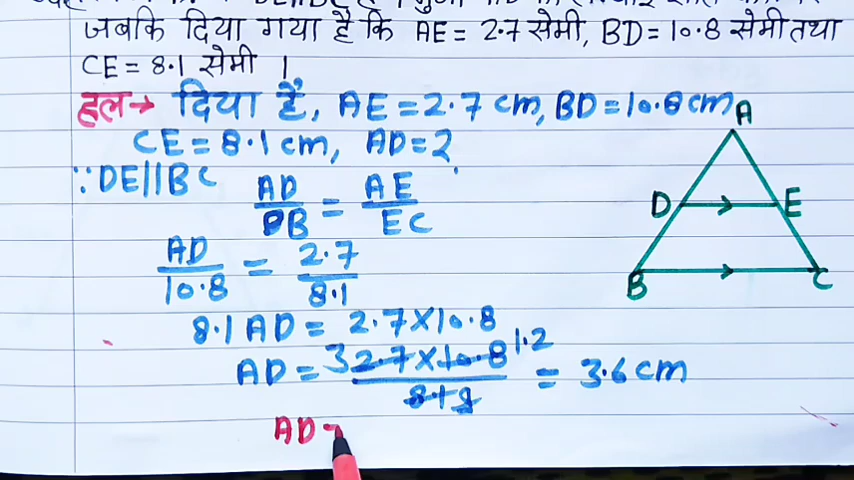 जबकि दिया गया है कि AE = 2.7 सेमी, BD = 10.8 सेमी तथा
CE = 8.1 सेमी ।
हल→ दिया है, AE = 2.7 cm, BD = 10.8 cm
CE = 8.1 cm, AD = ?
∵ DE||BC
AD/DB = AE/EC
AD/10.8 = 2.7/8.1
8.1 AD = 2.7×10.8
AD = 3 2.7×10.8 1.2 / 8.1 = 3.6 cm
AD =
A
D E
B C